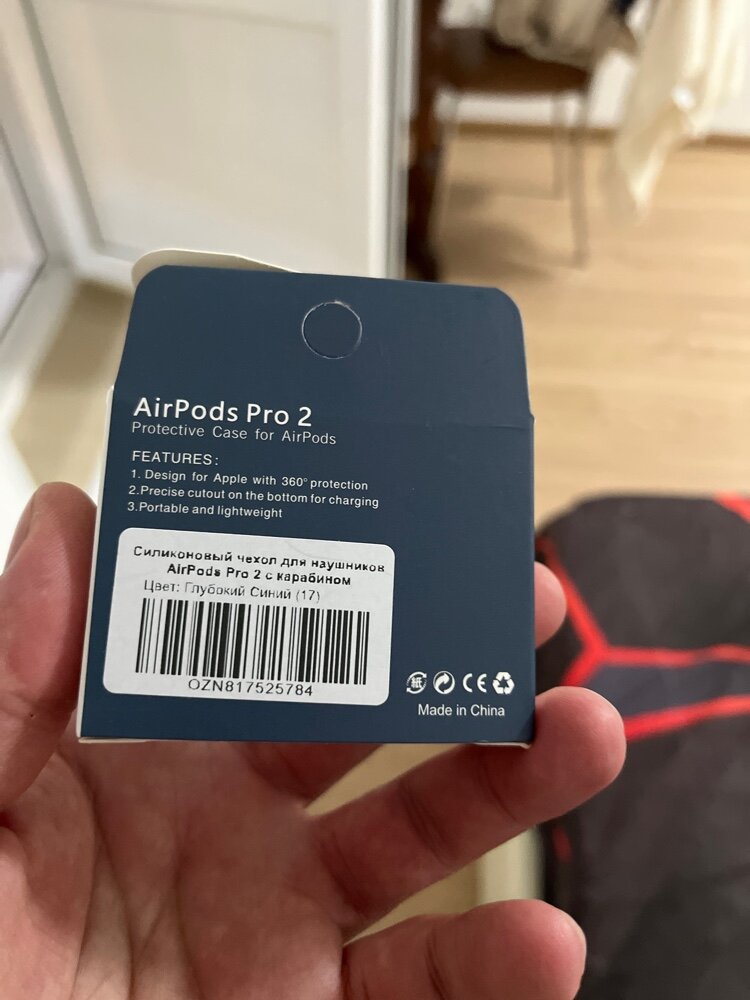 AirPods Pro 2
Protective Case for AirPods
FEATURES:
1. Design for Apple with 360° protection
2.Precise cutout on the bottom for charging
3.Portable and lightweight
Силиконовый чехол для наушников
AirPods Pro 2 с карабином
Цвет: Глубокий Синий (17)
OZN817525784
CE
Made in China